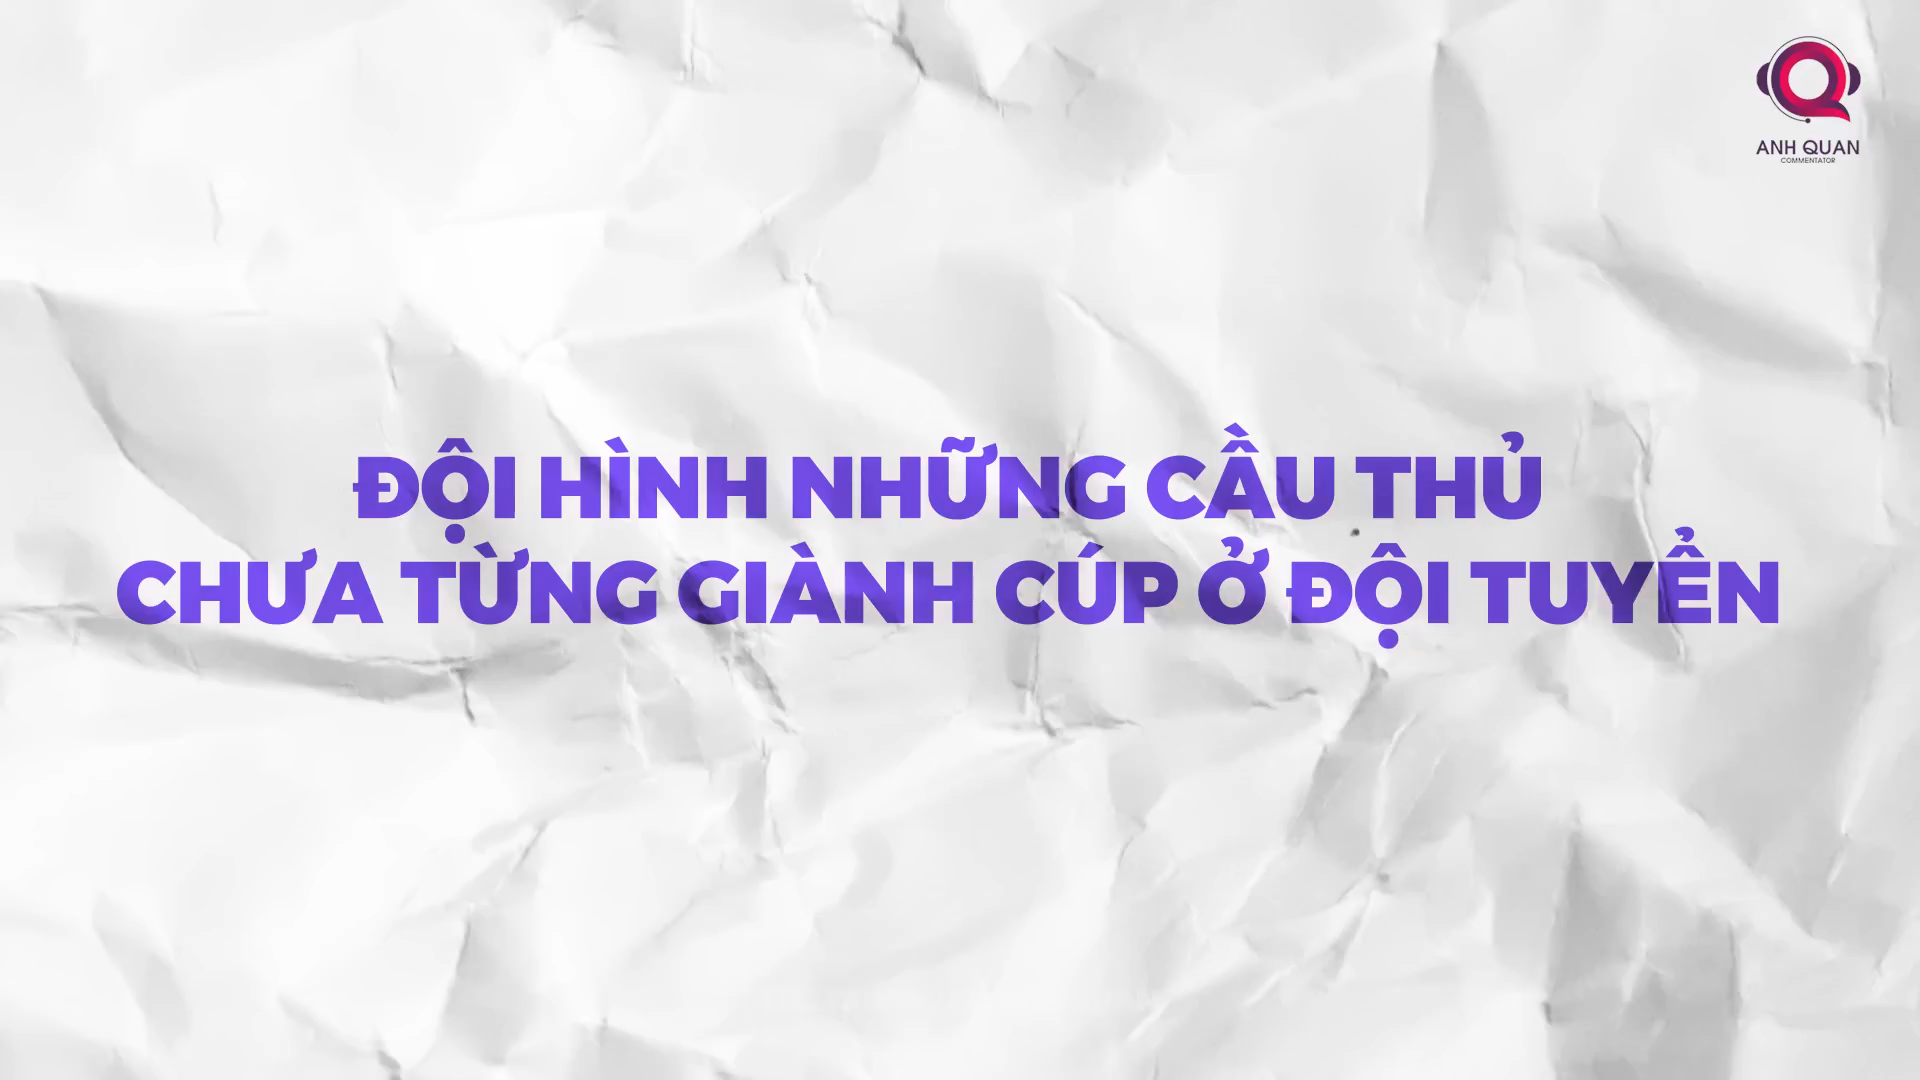 ANH QUAN
COMMENTATOR
ĐỘI HÌNH NHỮNG CẦU THỦ
CHƯA TỪNG GIÀNH CÚP Ở ĐỘI TUYỂN